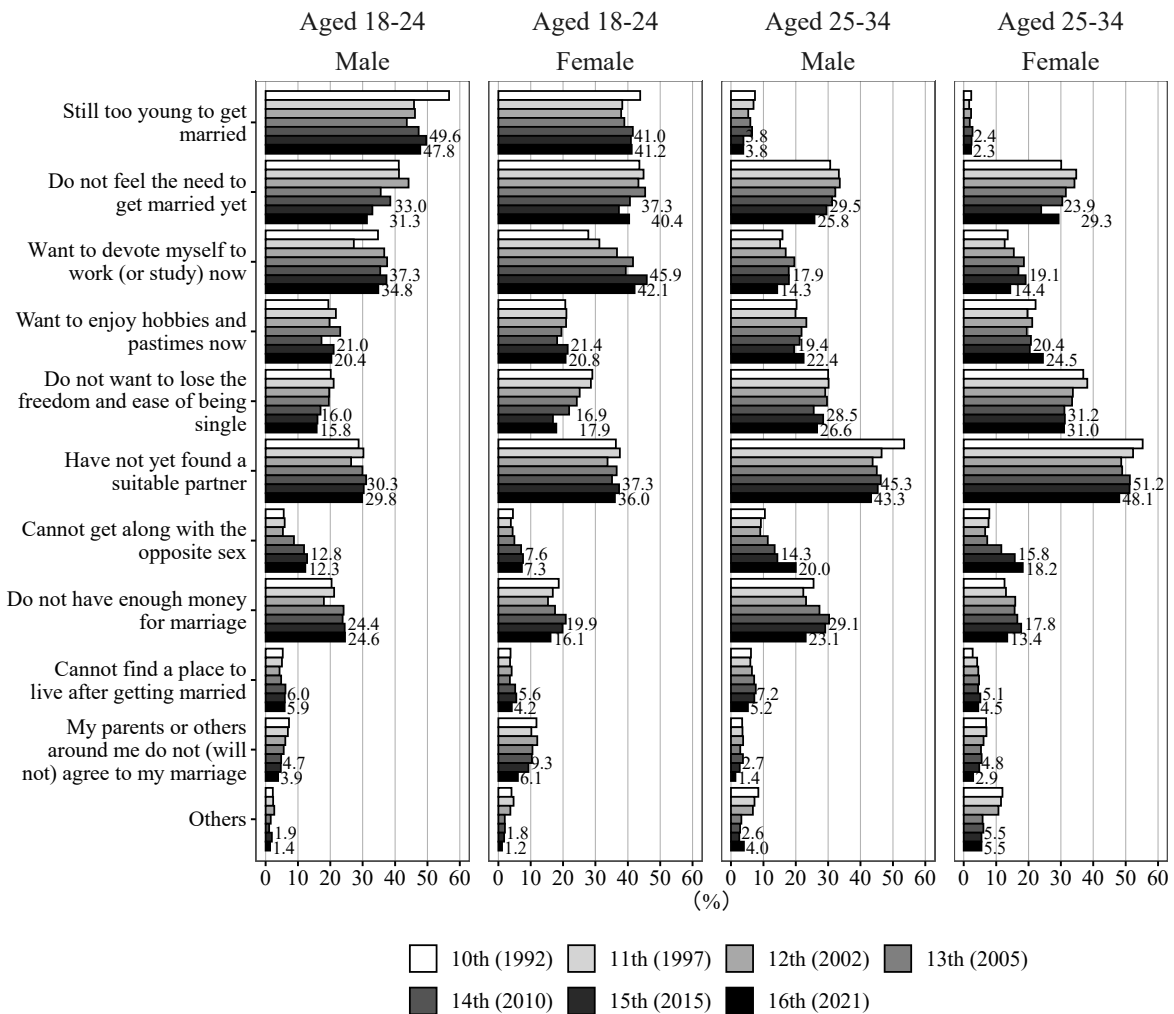 Aged 18-24
Male
Aged 18-24
Female
Aged 25-34
Male
Aged 25-34
Female
Still too young to get
married
49.6
47.8
41.0
41.2
3.8
3.8
2.4
2.3
Do not feel the need to
get married yet
33.0
31.3
37.3
40.4
29.5
25.8
23.9
29.3
Want to devote myself to
work (or study) now
37.3
34.8
45.9
42.1
17.9
14.3
19.1
14.4
Want to enjoy hobbies and
pastimes now
21.0
20.4
21.4
20.8
19.4
22.4
20.4
24.5
Do not want to lose the
freedom and ease of being
single
16.0
15.8
16.9
17.9
28.5
26.6
31.2
31.0
Have not yet found a
suitable partner
30.3
29.8
37.3
36.0
45.3
43.3
51.2
48.1
Cannot get along with the
opposite sex
12.8
12.3
7.6
7.3
14.3
20.0
15.8
18.2
Do not have enough money
for marriage
24.4
24.6
19.9
16.1
29.1
23.1
17.8
13.4
Cannot find a place to
live after getting married
6.0
5.9
5.6
4.2
7.2
5.2
5.1
4.5
My parents or others
around me do not (will
not) agree to my marriage
4.7
3.9
9.3
6.1
2.7
1.4
4.8
2.9
Others
1.9
1.4
1.8
1.2
2.6
4.0
5.5
5.5
0 10 20 30 40 50 60
0 10 20 30 40 50 60
0 10 20 30 40 50 60
0 10 20 30 40 50 60
(%)
10th (1992) 11th (1997) 12th (2002) 13th (2005)
14th (2010) 15th (2015) 16th (2021)